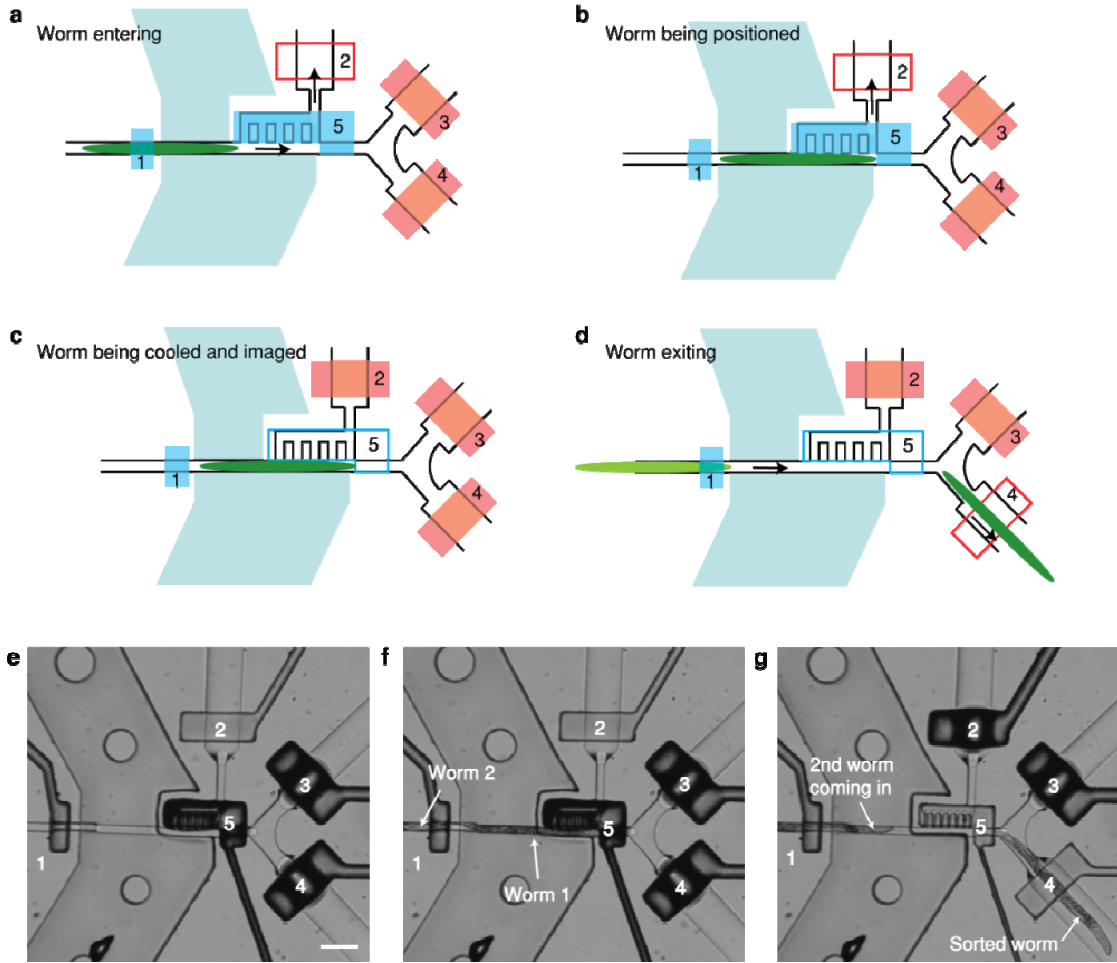 a
Worm entering
2
5
3
1
4
b
Worm being positioned
2
5
3
1
4
c
Worm being cooled and imaged
2
5
3
1
4
d
Worm exiting
2
5
3
1
4
e
2
3
5
1
4
f
2
Worm 2
3
5
1
Worm 1
4
g
2
2nd worm
coming in
3
5
1
4
Sorted worm